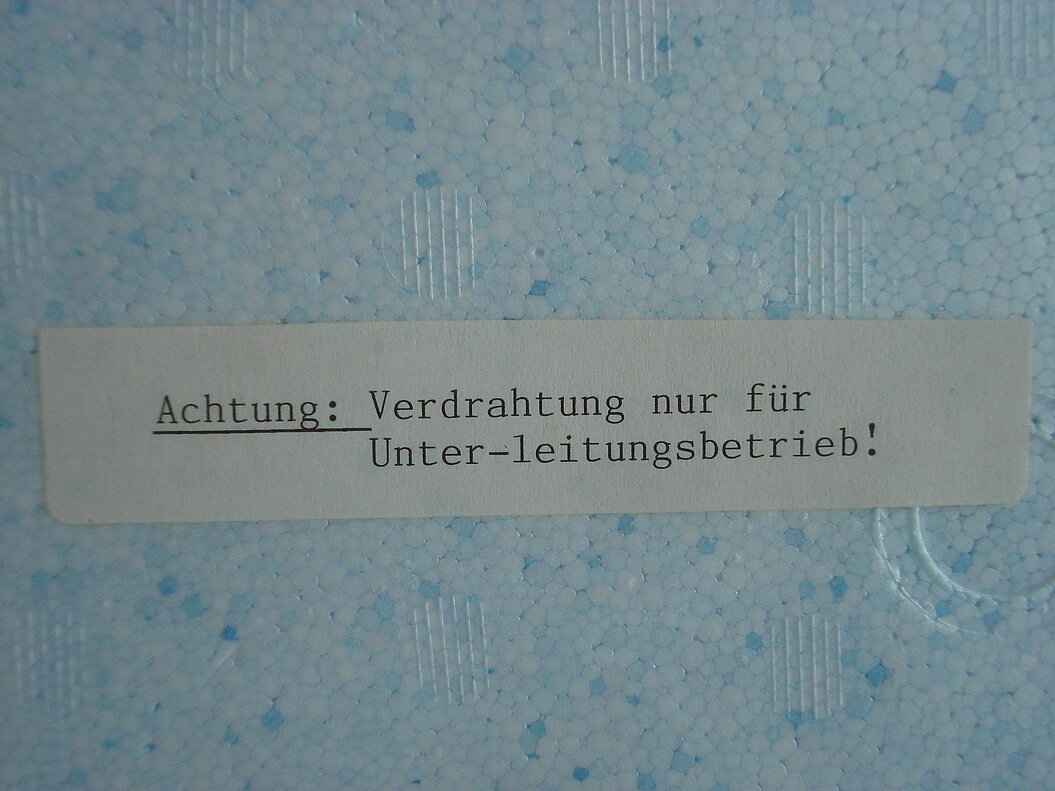 Achtung: Verdrahtung nur für
Unter-leitungsbetrieb!